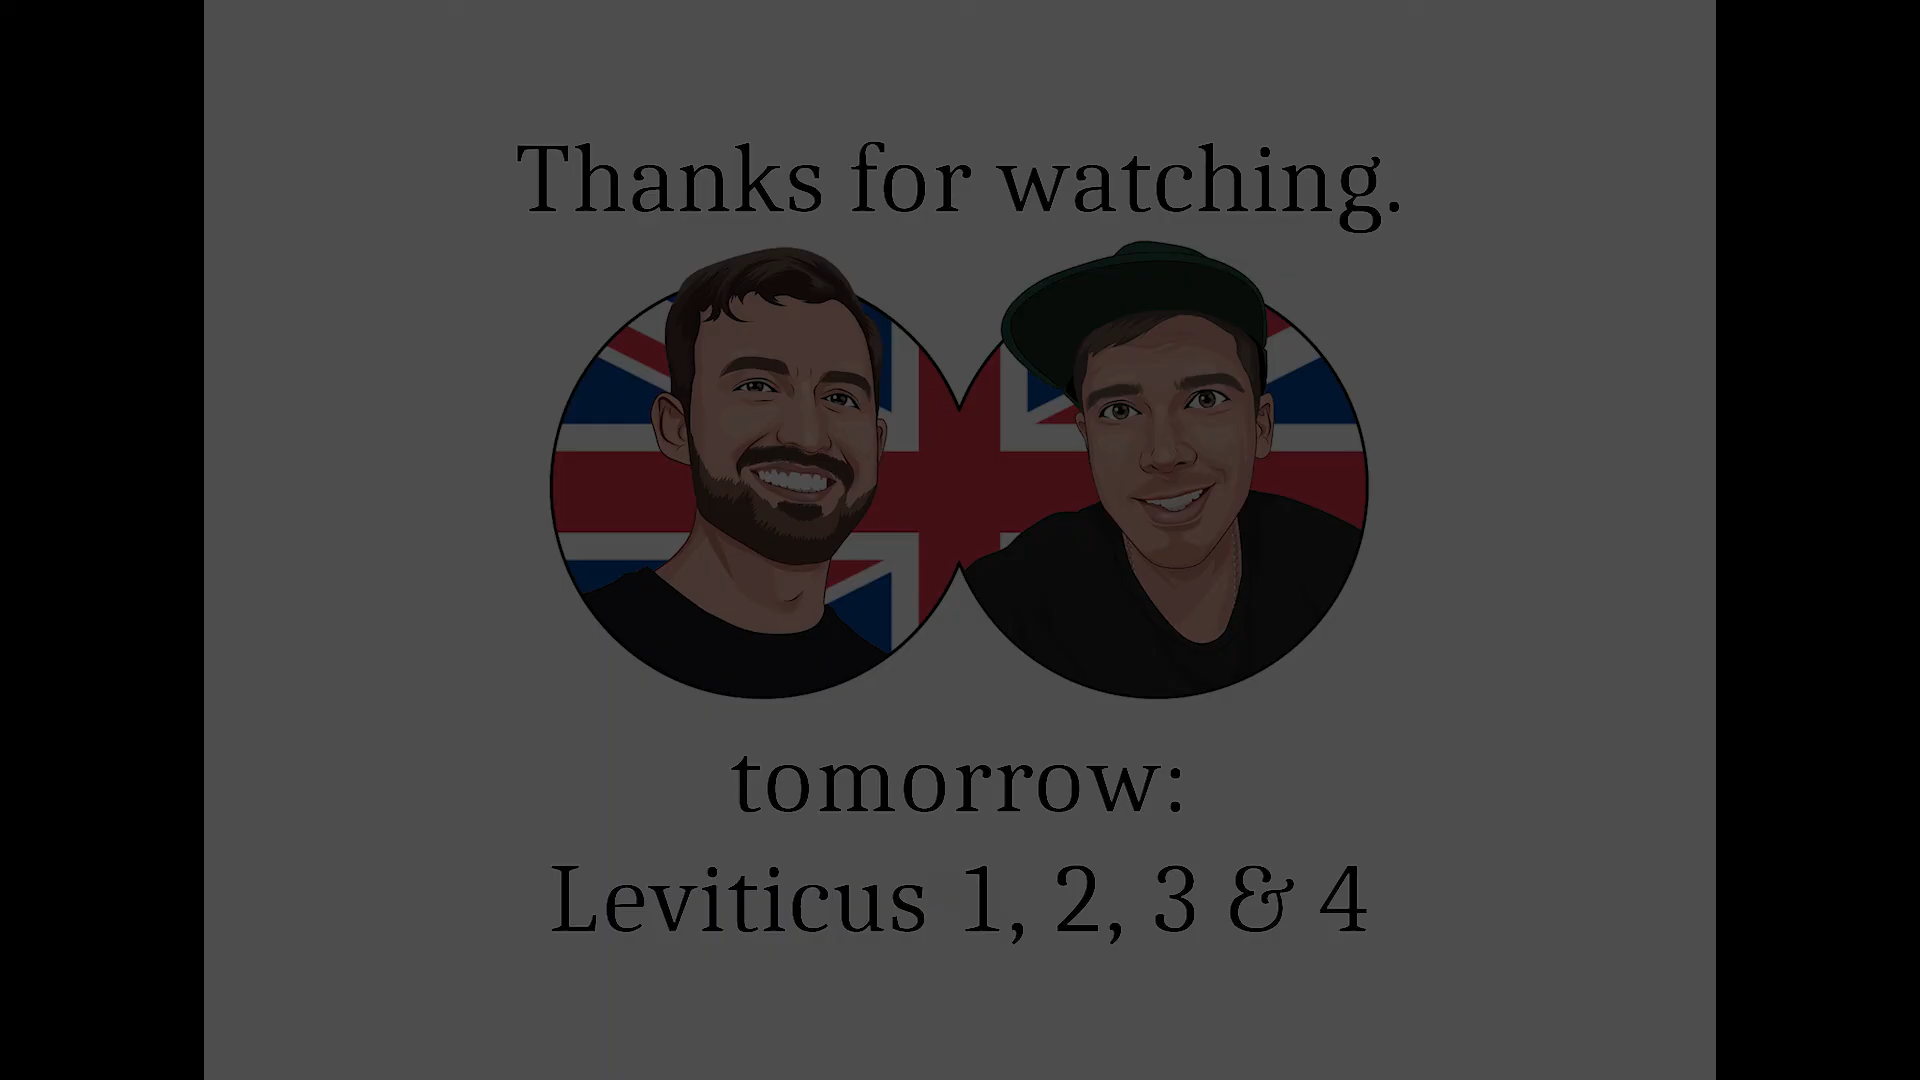 Thanks for watching.
tomorrow:
Leviticus 1, 2, 3 & 4